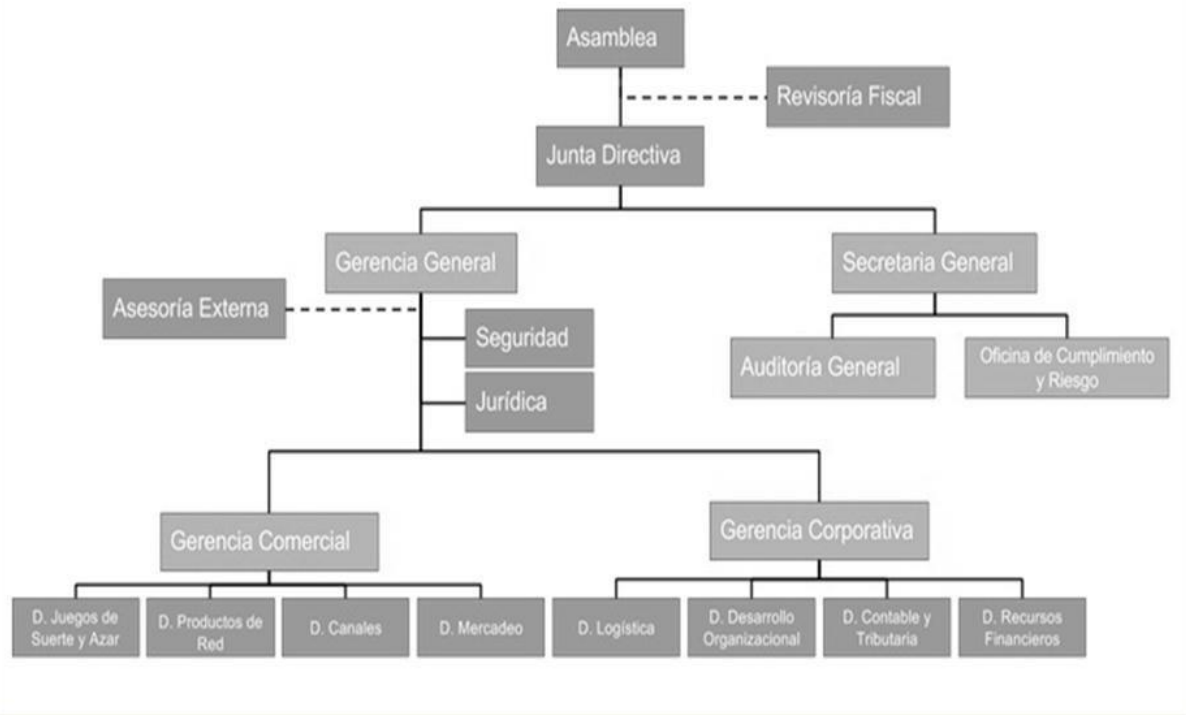 Asamblea
Revisoría Fiscal
Junta Directiva
Gerencia General
Secretaria General
Asesoría Externa
Seguridad
Auditoría General
Oficina de Cumplimiento
y Riesgo
Jurídica
Gerencia Comercial
Gerencia Corporativa
D. Juegos de
Suerte y Azar
D. Productos de
Red
D. Canales
D. Mercadeo
D. Logística
D. Desarrollo
Organizacional
D. Contable y
Tributaria
D. Recursos
Financieros